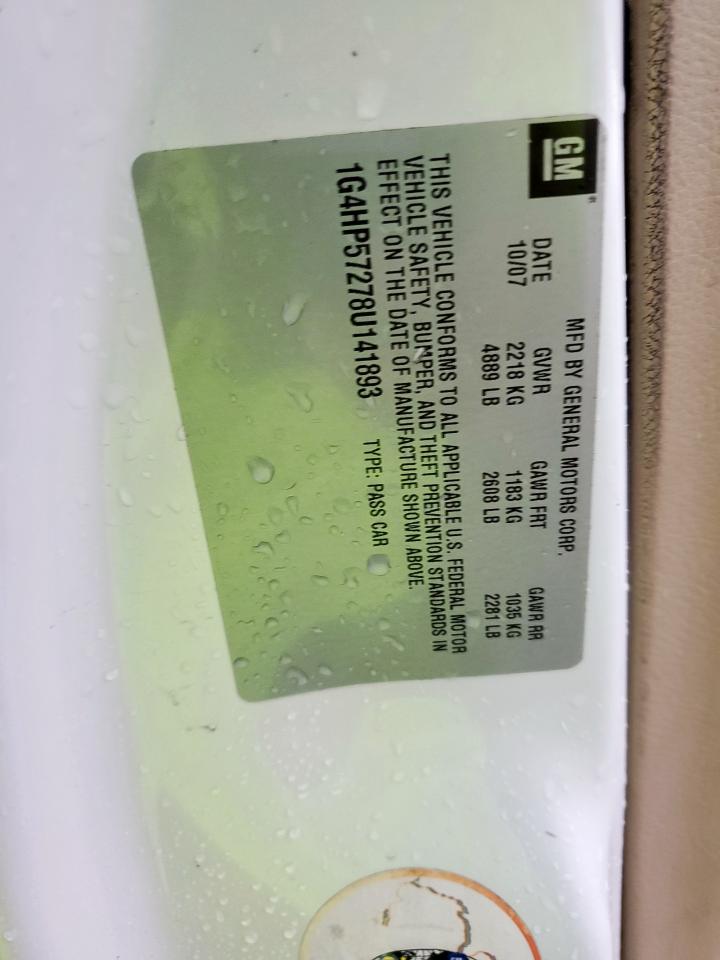 GM
MFD BY GENERAL MOTORS CORP.
DATE GVWR GAWR FRT GAWR RR
10/07 2218 KG 1183 KG 1035 KG
4889 LB 2608 LB 2281 LB
THIS VEHICLE CONFORMS TO ALL APPLICABLE U.S. FEDERAL MOTOR
VEHICLE SAFETY, BUMPER, AND THEFT PREVENTION STANDARDS IN
EFFECT ON THE DATE OF MANUFACTURE SHOWN ABOVE.
1G4HP57278U141893 TYPE: PASS CAR